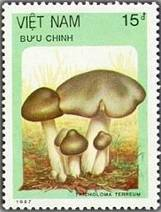 VIỆT NAM 15đ
BƯU CHÍNH
TRICHOLOMA TERREUM
1987